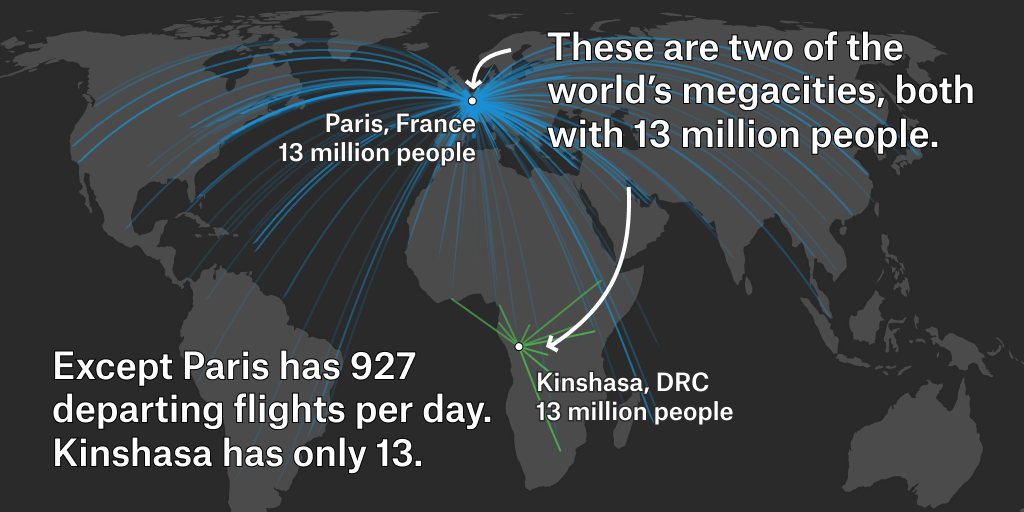 These are two of the
world’s megacities, both
with 13 million people.
Paris, France
13 million people
Kinshasa, DRC
13 million people
Except Paris has 927
departing flights per day.
Kinshasa has only 13.